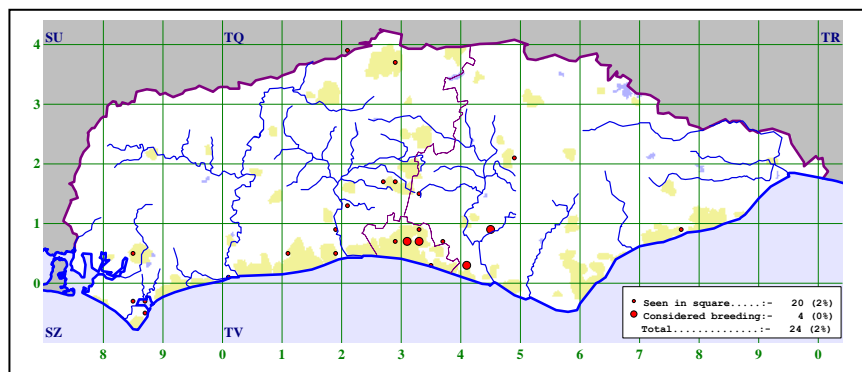 SU TQ TR
4
3
2
1
0
Seen in square.....:- 20 (2%)
Considered breeding:- 4 (0%)
Total..............:- 24 (2%)
SZ TV
8 9 0 1 2 3 4 5 6 7 8 9 0